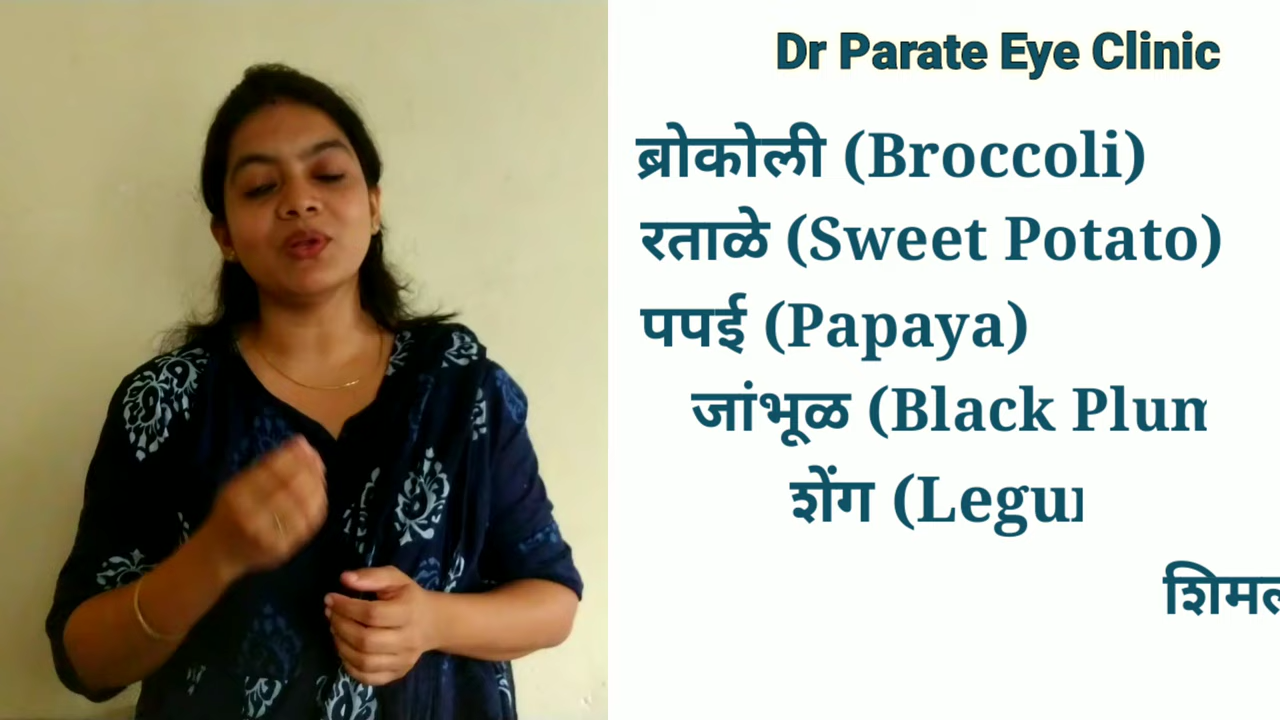 Dr Parate Eye Clinic
ब्रोकोली (Broccoli)
रताळे (Sweet Potato)
पपई (Papaya)
जांभूळ (Black
शेंग